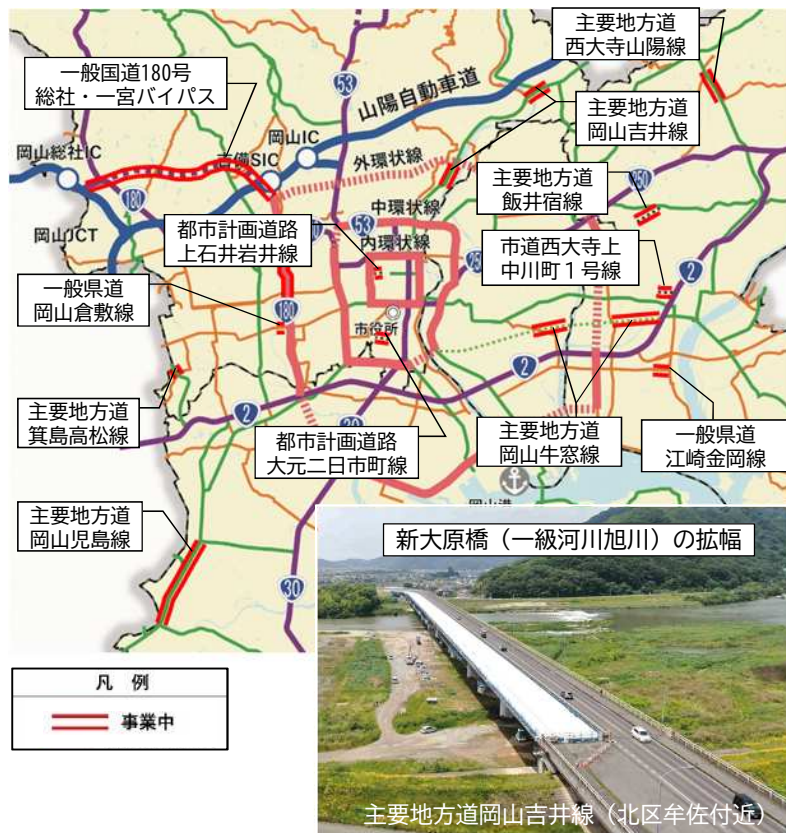 主要地方道
西大寺山陽線
一般国道180号
総社・一宮バイパス
53
山陽自動車道
主要地方道
岡山吉井線
岡山IC
岡山総社IC
吉備SIC
外環状線
主要地方道
飯井宿線
250
180
中環状線
53
都市計画道路
上石井岩井線
内環状線
岡山JCT
市道西大寺上
中川町１号線
2
一般県道
岡山倉敷線
180
市役所
2
主要地方道
箕島高松線
2
都市計画道路
大元二日市町線
主要地方道
岡山牛窓線
一般県道
江崎金岡線
岡山港
主要地方道
岡山児島線
30
新大原橋（一級河川旭川）の拡幅
凡 例
事業中
主要地方道岡山吉井線（北区牟佐付近）